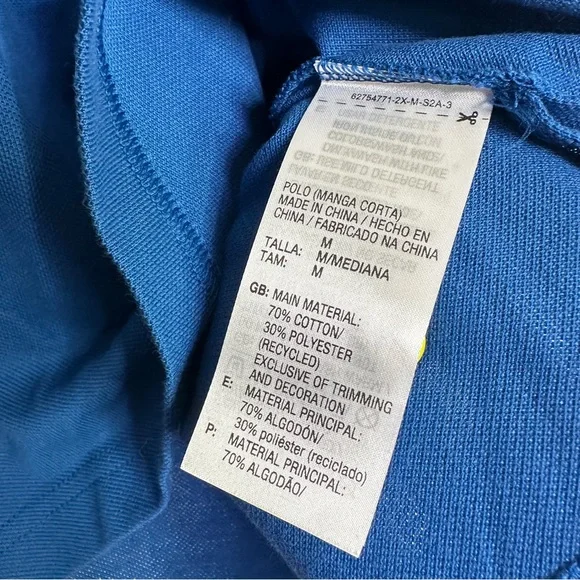 62754771-2X-M-S2A-3
POLO (MANGA CORTA)
MADE IN CHINA / HECHO EN
CHINA / FABRICADO NA CHINA
M
TALLA: M/MEDIANA
TAM: M
GB: MAIN MATERIAL:
70% COTTON/
30% POLYESTER
(RECYCLED)
EXCLUSIVE OF TRIMMING
AND DECORATION
E: MATERIAL PRINCIPAL:
70% ALGODÓN/
30% poliéster (reciclado)
P: MATERIAL PRINCIPAL:
70% ALGODÃO/